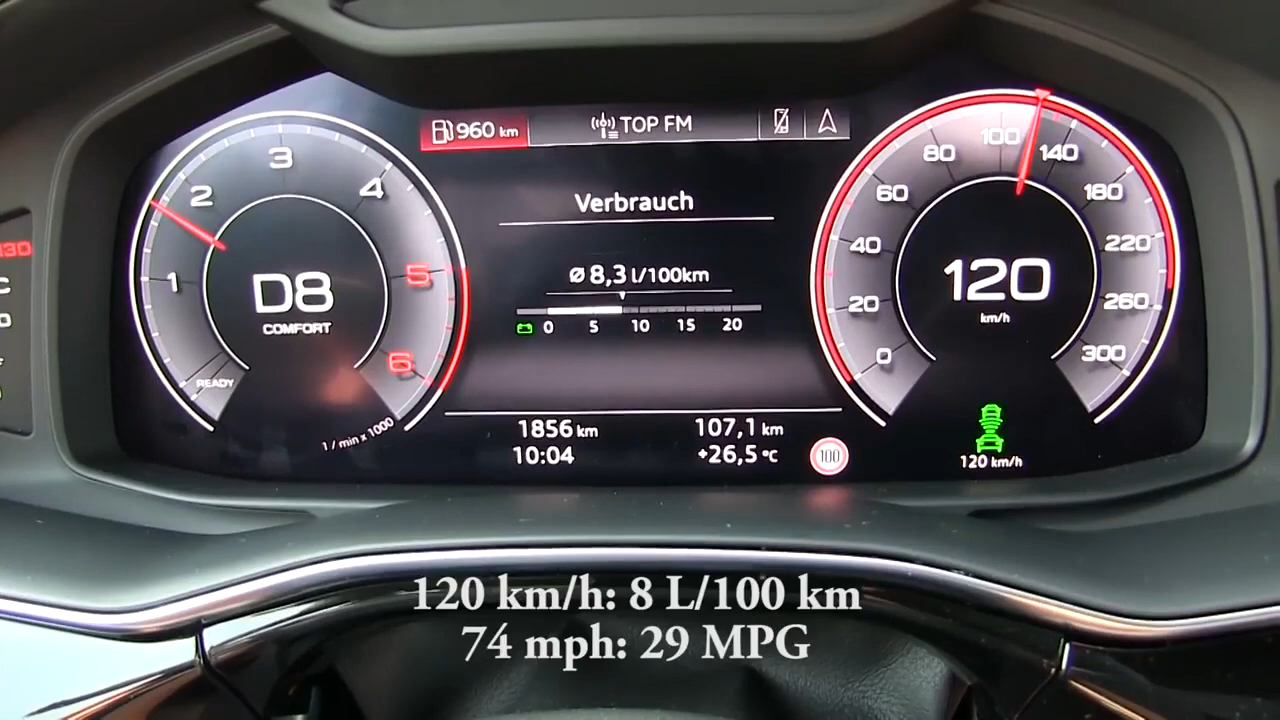 960 km
TOP FM
1
2
3
4
5
6
READY
1 / min x 1000
D8
COMFORT
Verbrauch
ø 8,3 l/100km
0 5 10 15 20
1856 km
107,1 km
10:04
+26,5 °C
100
0
20
40
60
80
100
140
180
220
260
300
120
km/h
120 km/h
130
120 km/h: 8 L/100 km
74 mph: 29 MPG